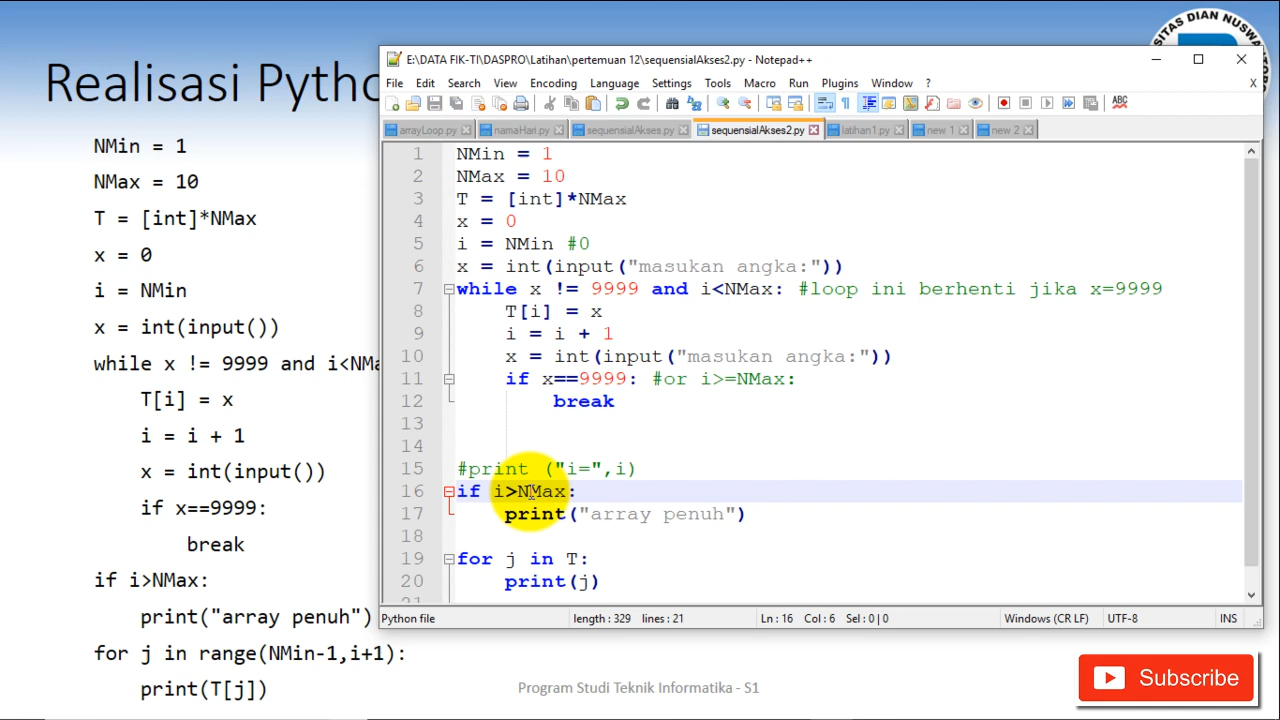 Realisasi Pytho
NMin = 1
NMax = 10
T = [int]*NMax
x = 0
i = NMin
x = int(input())
while x != 9999 and i<NMa
T[i] = x
i = i + 1
x = int(input())
if x==9999:
break
if i>NMax:
print("array penuh")
for j in range(NMin-1,i+1):
print(T[j])
SITAS DIAN NUSWANTORO
E:\DATA FIK-TI\DASPRO\Latihan\pertemuan 12\sequensialAkses2.py - Notepad++
File Edit Search View Encoding Language Settings Tools Macro Run Plugins Window ? X
ABC
arrayLoop.py namaHari.py sequensialAkses.py sequensialAkses2.py latihan1.py new 1 new 2
1 NMin = 1
2 NMax = 10
3 T = [int]*NMax
4 x = 0
5 i = NMin #0
6 x = int(input("masukan angka:"))
7 while x != 9999 and i<NMax: #loop ini berhenti jika x=9999
8 T[i] = x
9 i = i + 1
10 x = int(input("masukan angka:"))
11 if x==9999: #or i>=NMax:
12 break
13
14
15 #print ("i=",i)
16 if i>NMax:
17 print("array penuh")
18
19 for j in T:
20 print(j)
21
Python file length : 329 lines : 21 Ln : 16 Col : 6 Sel : 0 | 0 Windows (CR LF) UTF-8 INS
Program Studi Teknik Informatika - S1
Subscribe